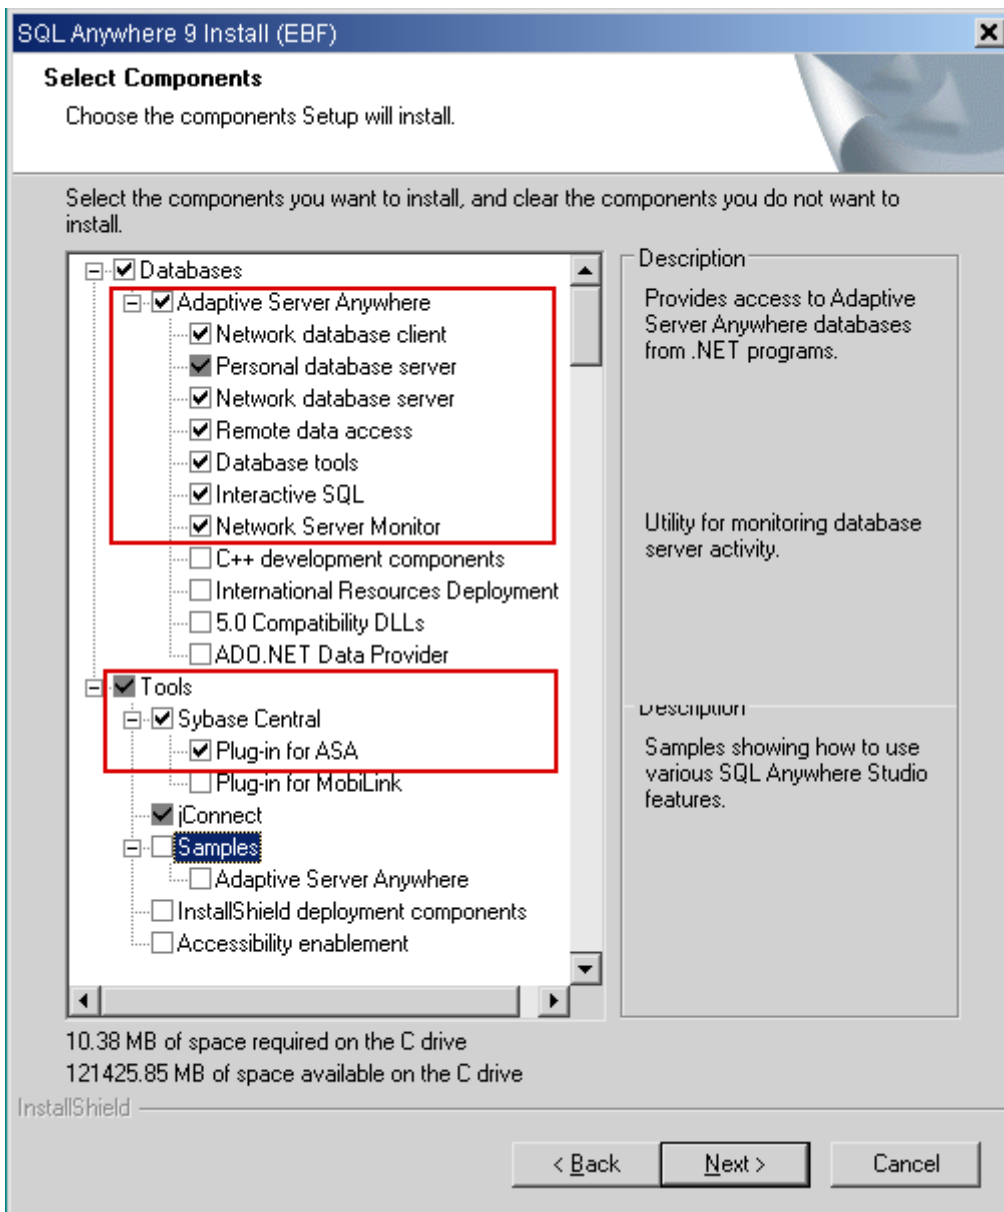 SQL Anywhere 9 Install (EBF)
Select Components
Choose the components Setup will install.
Select the components you want to install, and clear the components you do not want to
install.
Databases
Adaptive Server Anywhere
Network database client
Personal database server
Network database server
Remote data access
Database tools
Interactive SQL
Network Server Monitor
C++ development components
International Resources Deployment
5.0 Compatibility DLLs
ADO.NET Data Provider
Tools
Sybase Central
Plug-in for ASA
Plug-in for MobiLink
jConnect
Samples
Adaptive Server Anywhere
InstallShield deployment components
Accessibility enablement
Description
Provides access to Adaptive
Server Anywhere databases
from .NET programs.
Utility for monitoring database
server activity.
Description
Samples showing how to use
various SQL Anywhere Studio
features.
10.38 MB of space required on the C drive
121425.85 MB of space available on the C drive
InstallShield
< Back
Next >
Cancel